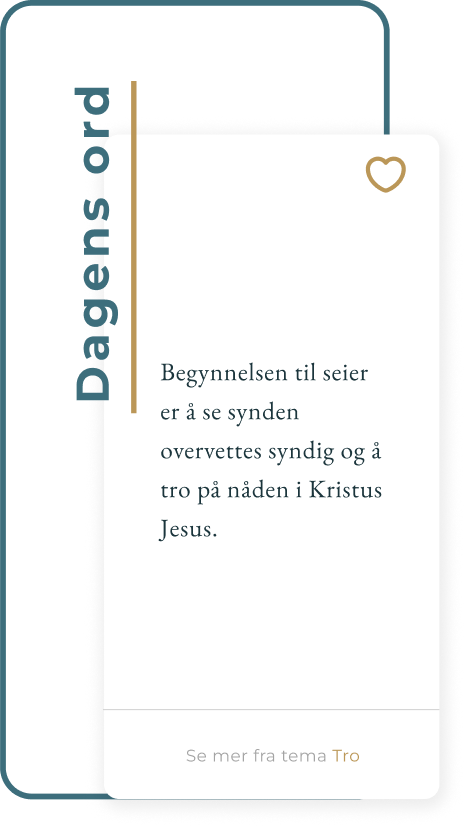 Dagens ord
Begynnelsen til seier
er å se synden
overvettes syndig og å
tro på nåden i Kristus
Jesus.
Se mer fra tema Tro